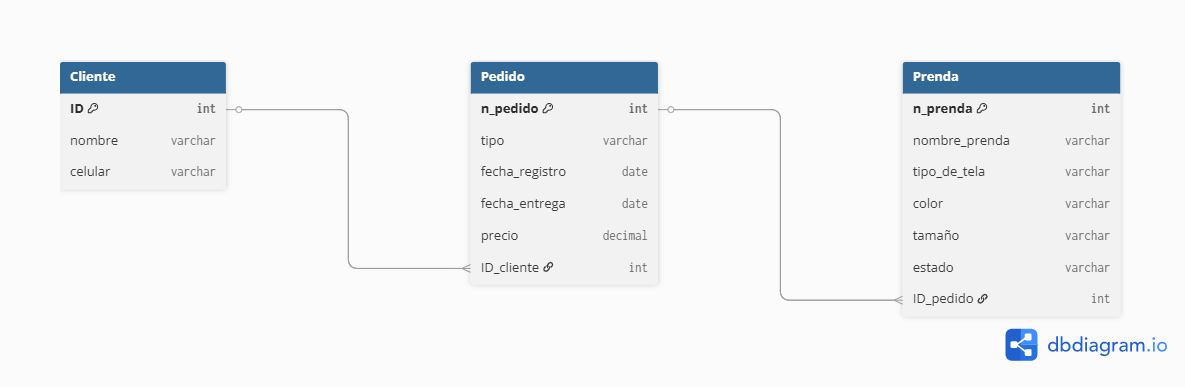 Cliente
ID int
nombre varchar
celular varchar
Pedido
n_pedido int
tipo varchar
fecha_registro date
fecha_entrega date
precio decimal
ID_cliente int
Prenda
n_prenda int
nombre_prenda varchar
tipo_de_tela varchar
color varchar
tamaño varchar
estado varchar
ID_pedido int
dbdiagram.io